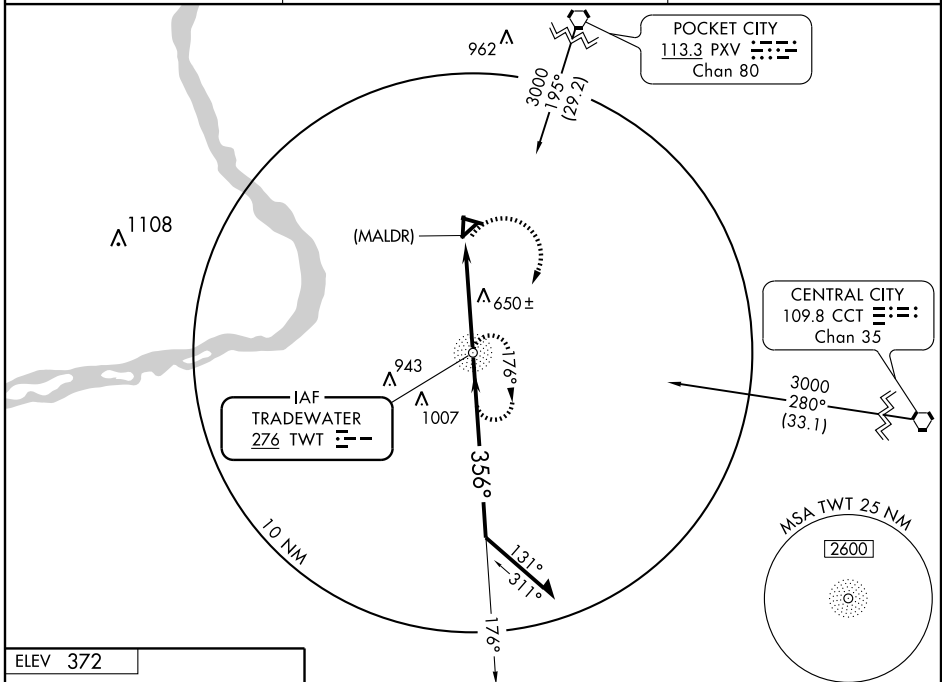 POCKET CITY
113.3 PXV
Chan 80
962
3000
195°
(29.2)
1108
(MALDR)
650±
CENTRAL CITY
109.8 CCT
Chan 35
943
176°
1007
IAF
TRADEWATER
276 TWT
3000
280°
(33.1)
356°
10 NM
131°
311°
176°
MSA TWT 25 NM
2600
ELEV 372